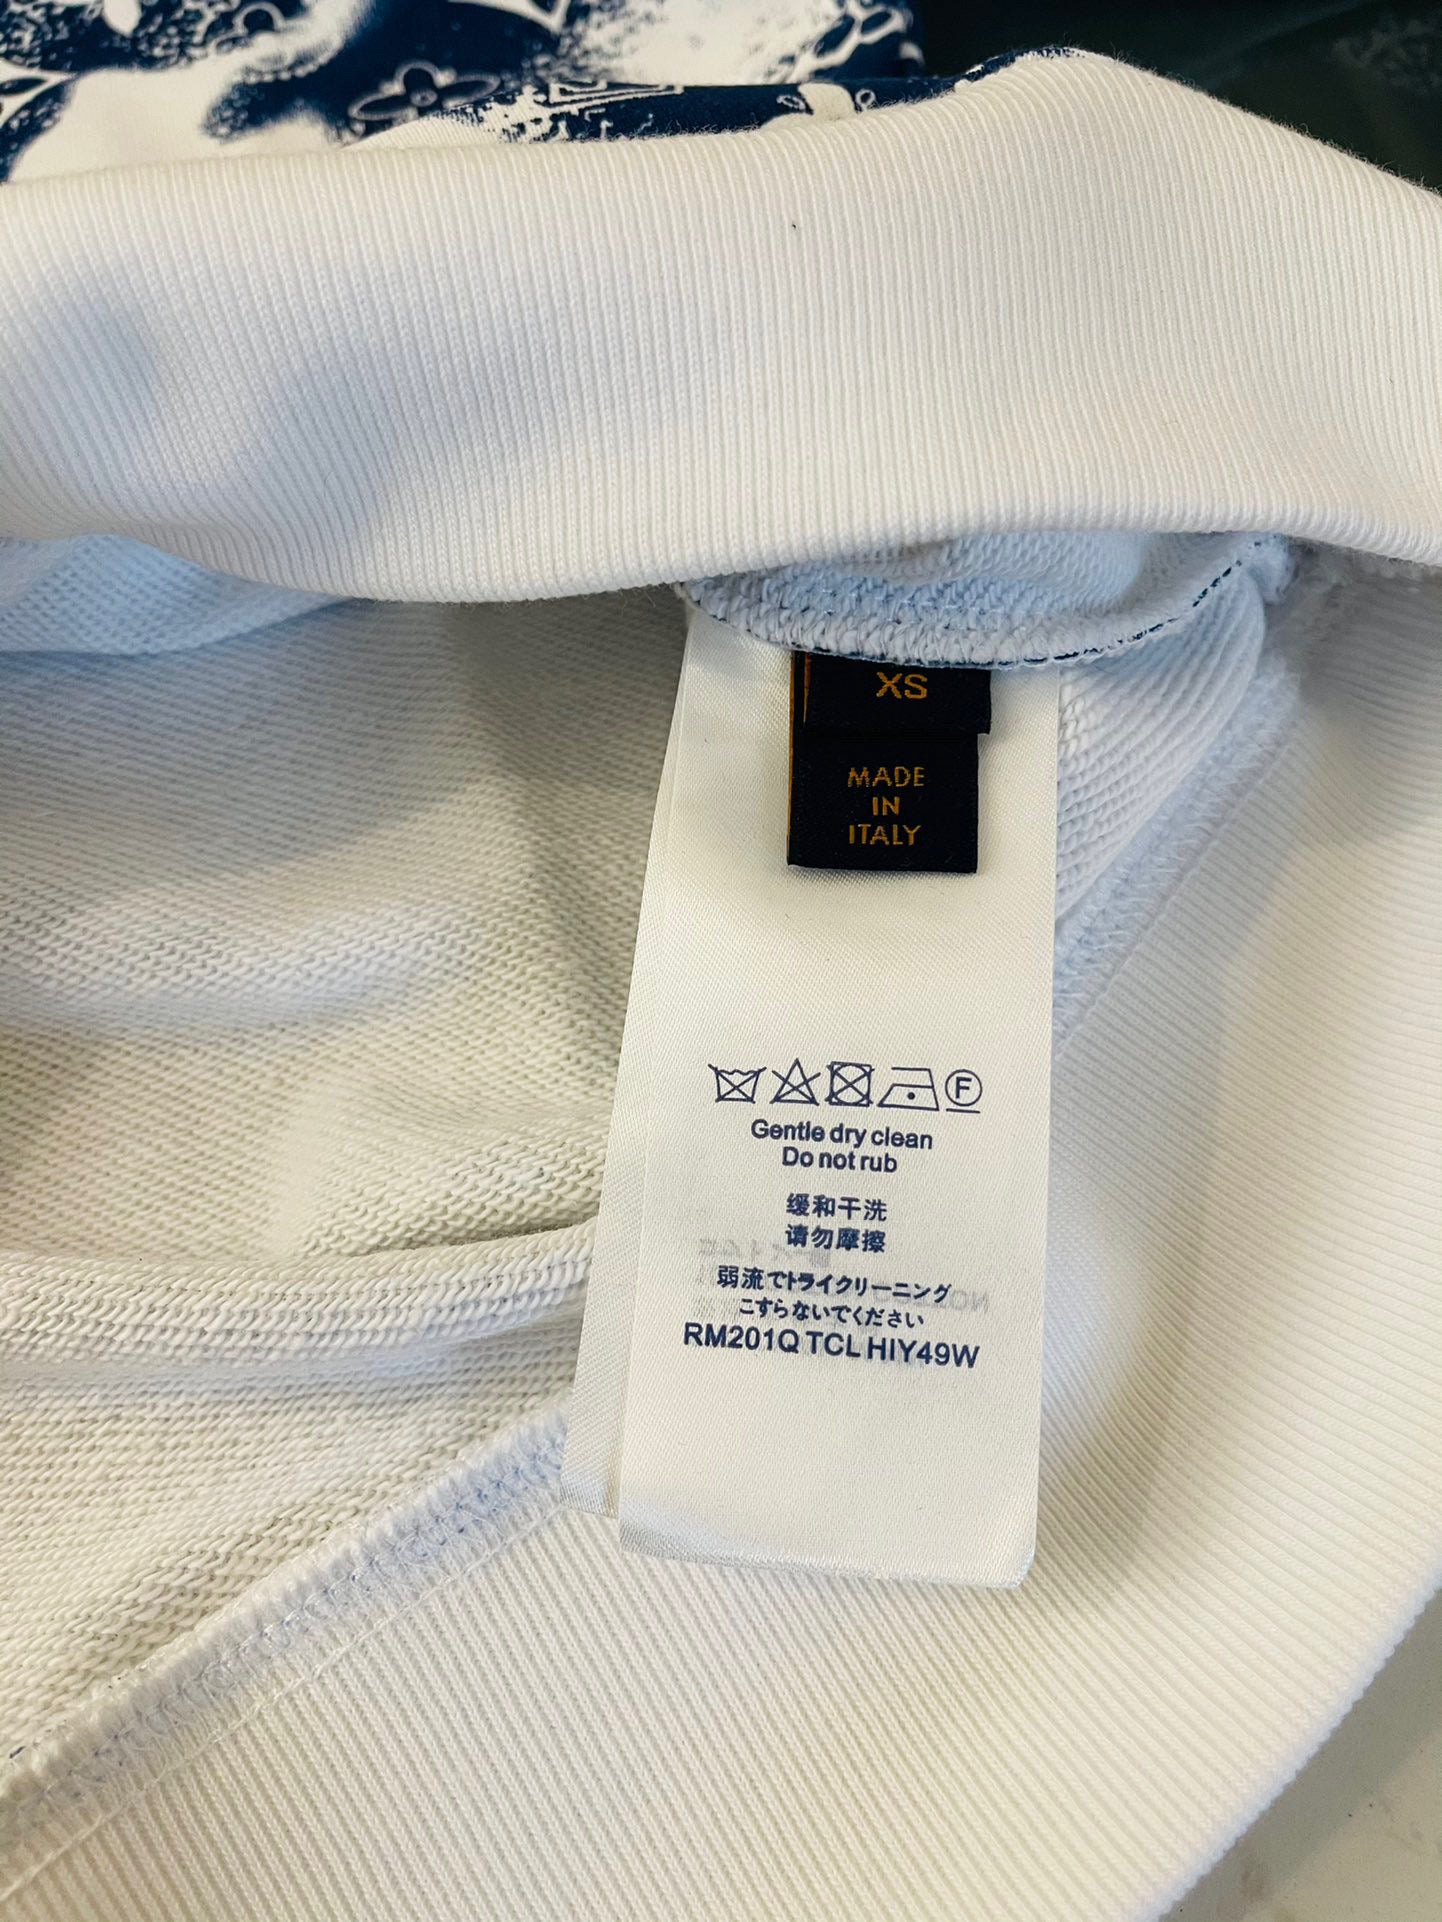 XS
MADE
IN
ITALY
F
Gentle dry clean
Do not rub
缓和干洗
请勿摩擦
弱流でトライクリーニング
こすらないでください
RM201Q TCL HIY49W